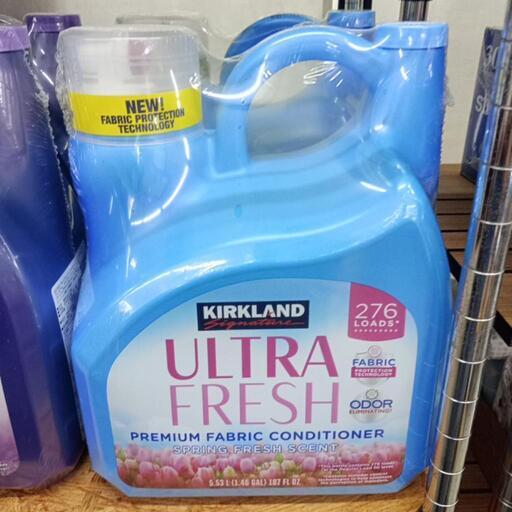 NEW!
FABRIC PROTECTION
TECHNOLOGY
KIRKLAND
Signature
276
LOADS*
ULTRA
FRESH
FABRIC
PROTECTION
TECHNOLOGY
ODOR
ELIMINATING†
PREMIUM FABRIC CONDITIONER
SPRING FRESH SCENT
5.53 L (1.46 GAL) 187 FL OZ